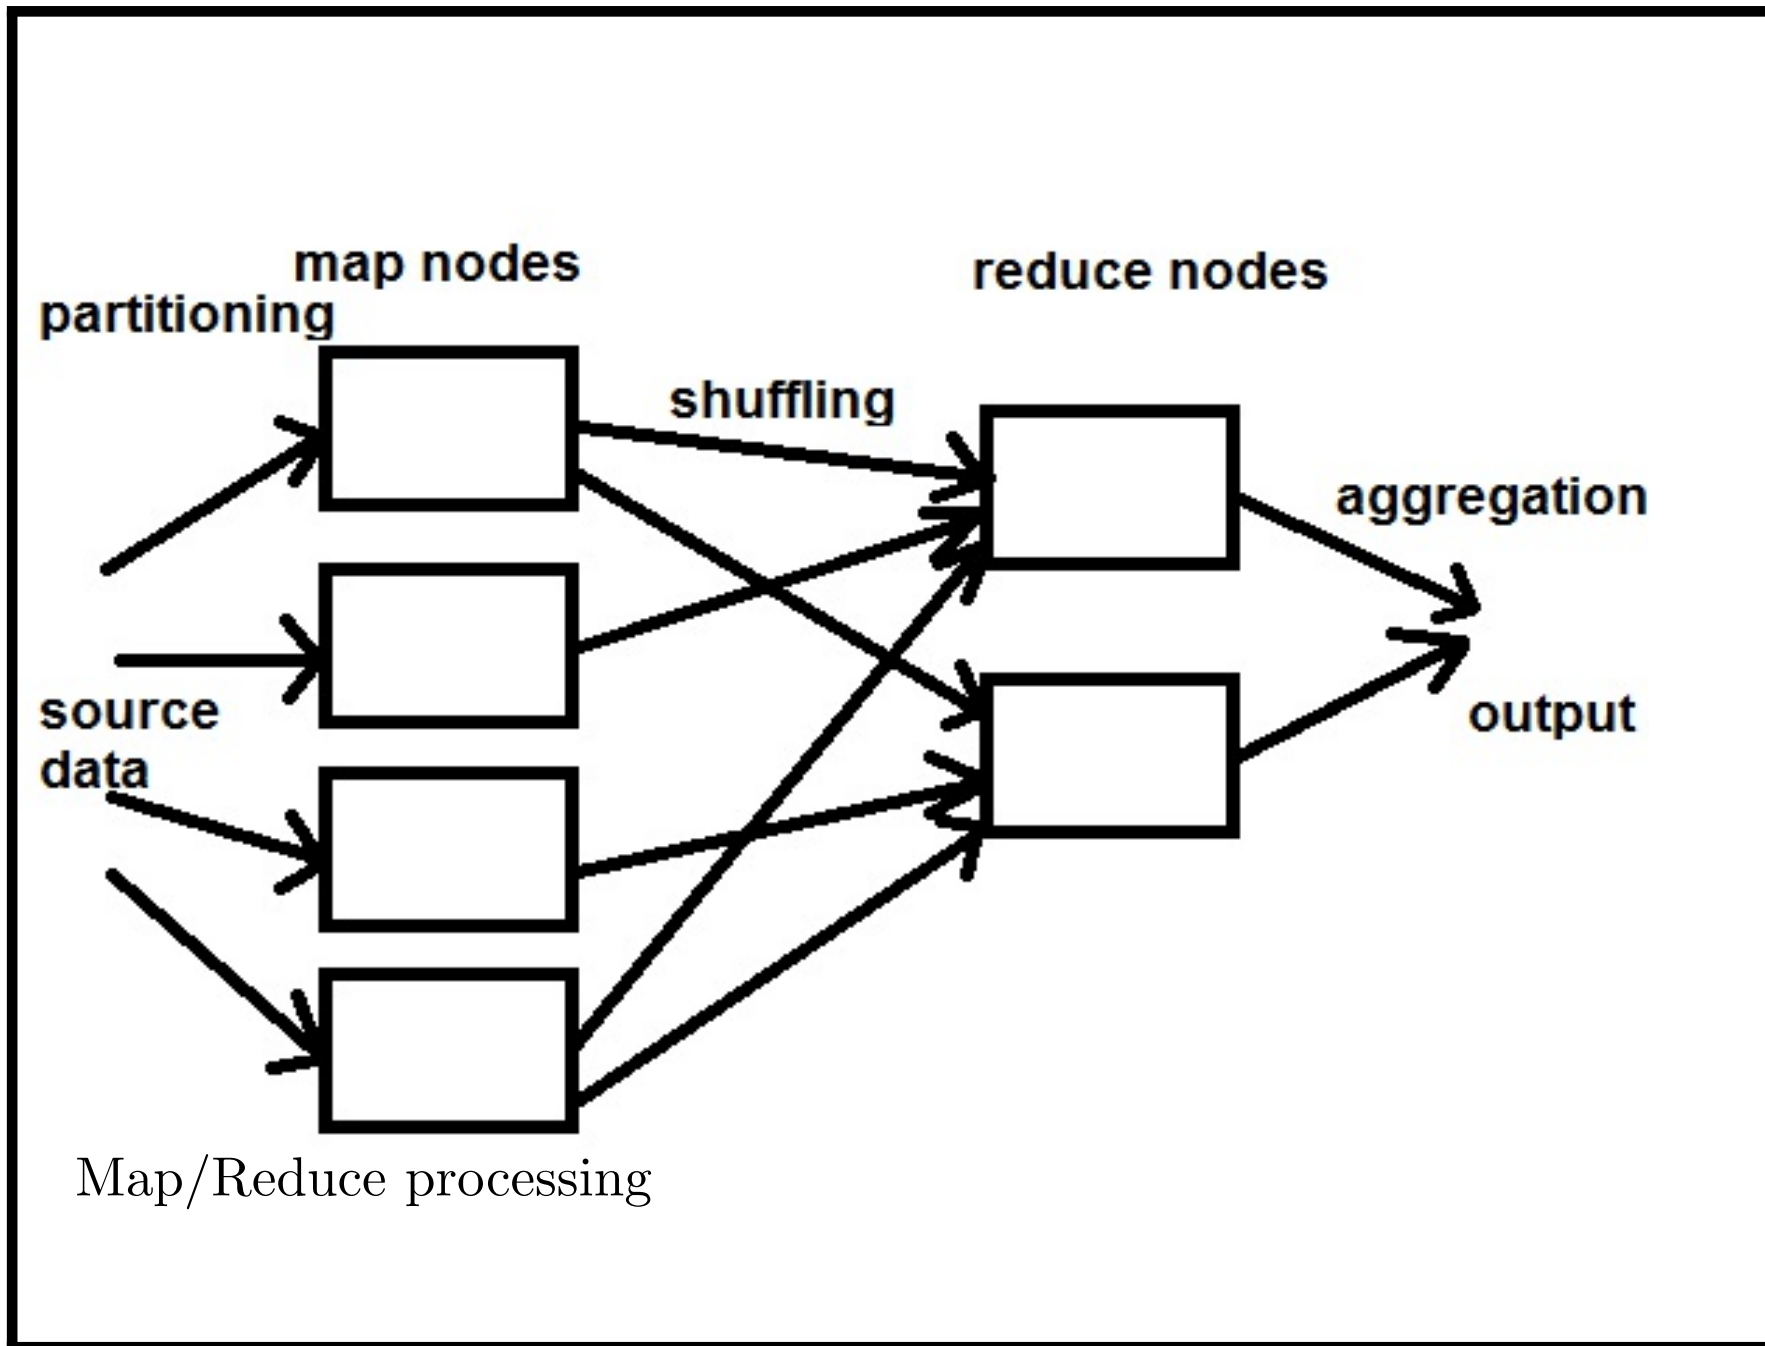 map nodes
reduce nodes
partitioning
shuffling
aggregation
source
data
output
Map/Reduce processing